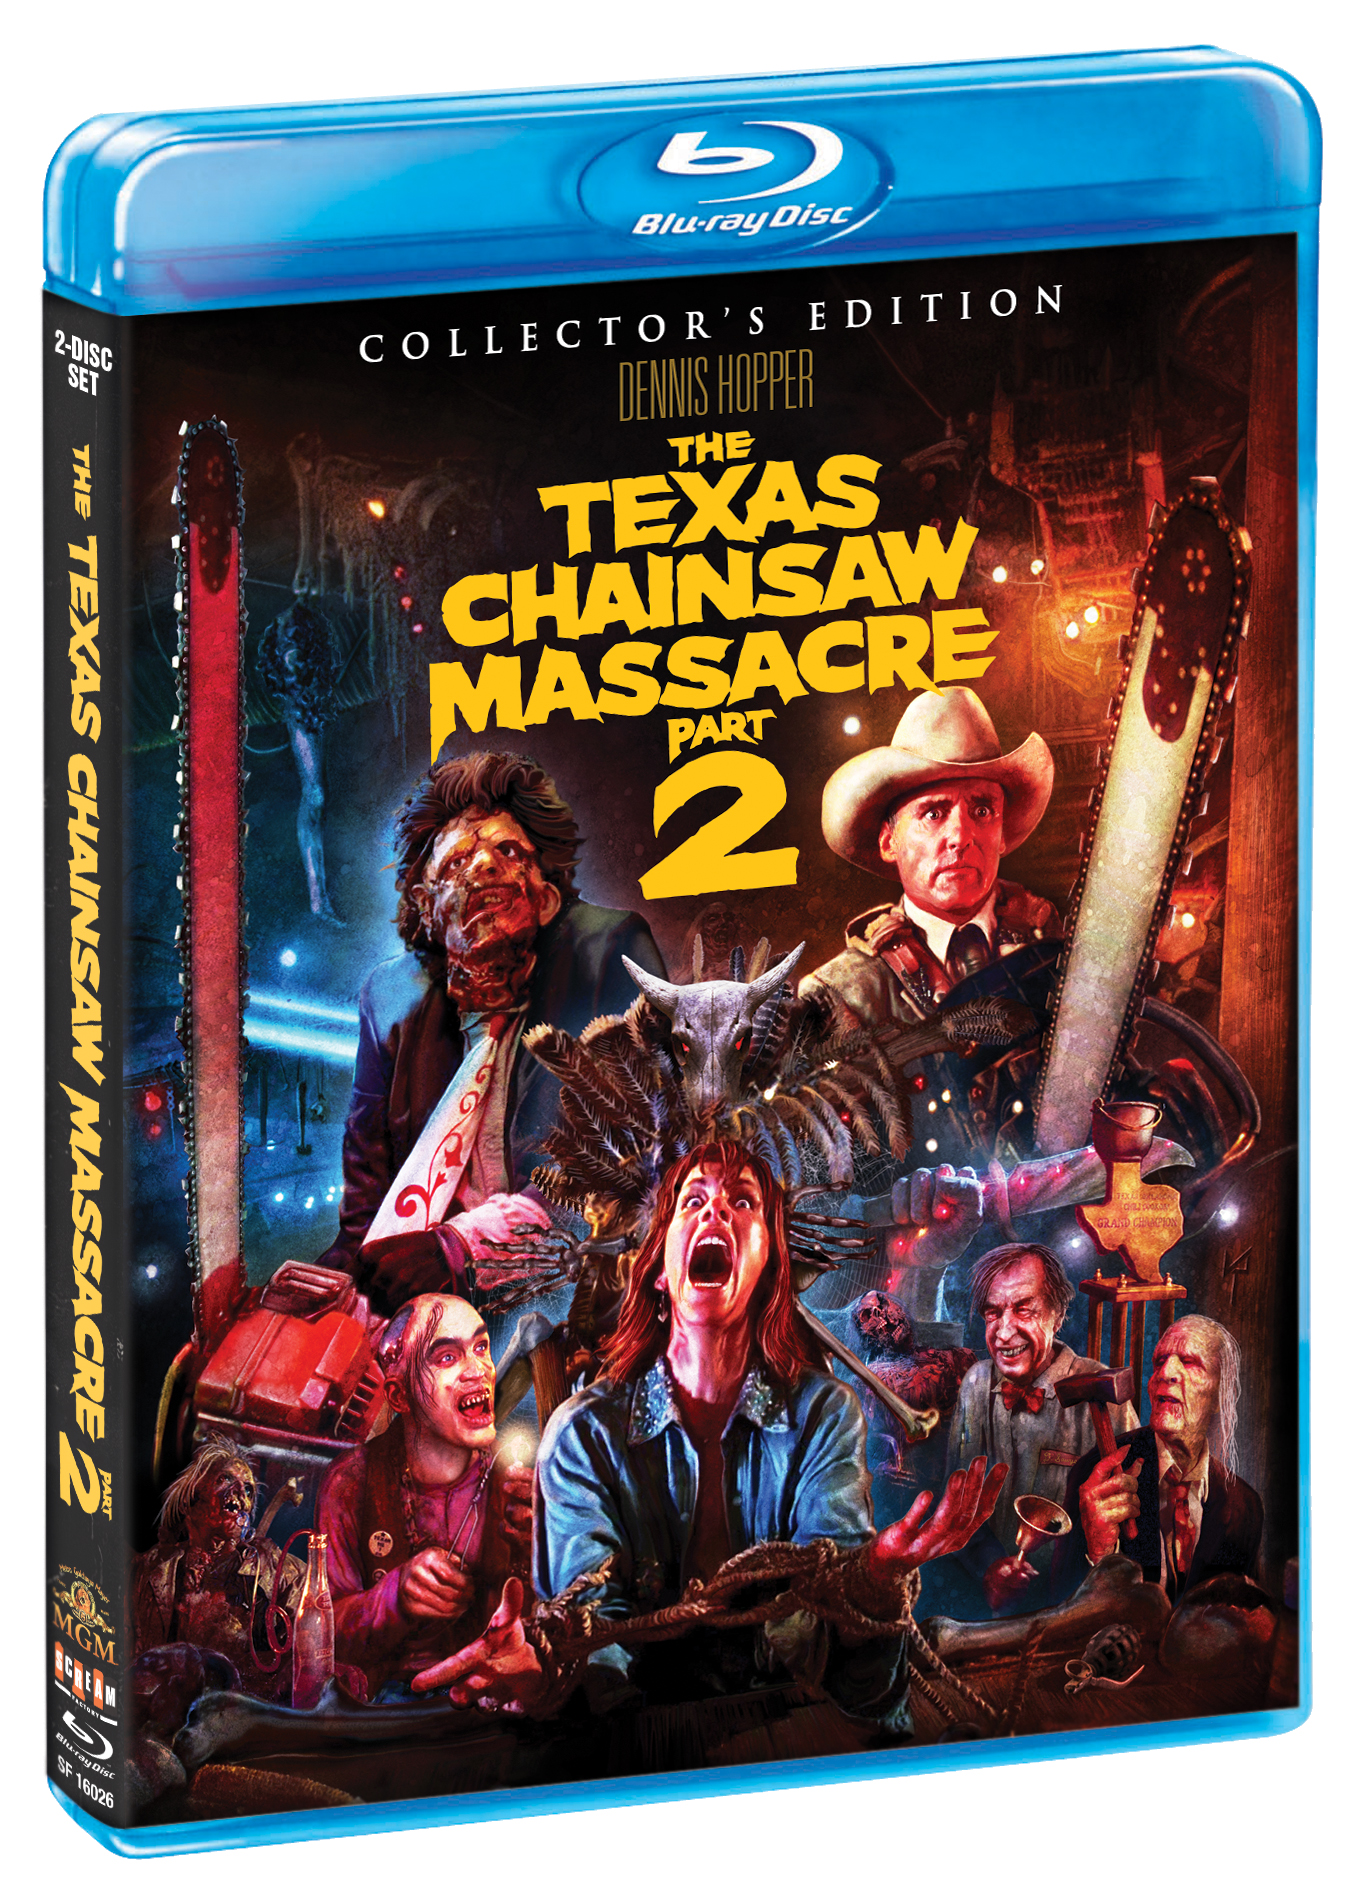 Blu-ray Disc
COLLECTOR'S EDITION
DENNIS HOPPER
THE
TEXAS
CHAINSAW
MASSACRE
PART
2
GRAND CHAMPION
2-DISC
SET
THE TEXAS CHAINSAW MASSACRE PART 2
MGM
SCREAM
FACTORY
Blu-ray Disc
SF 16026